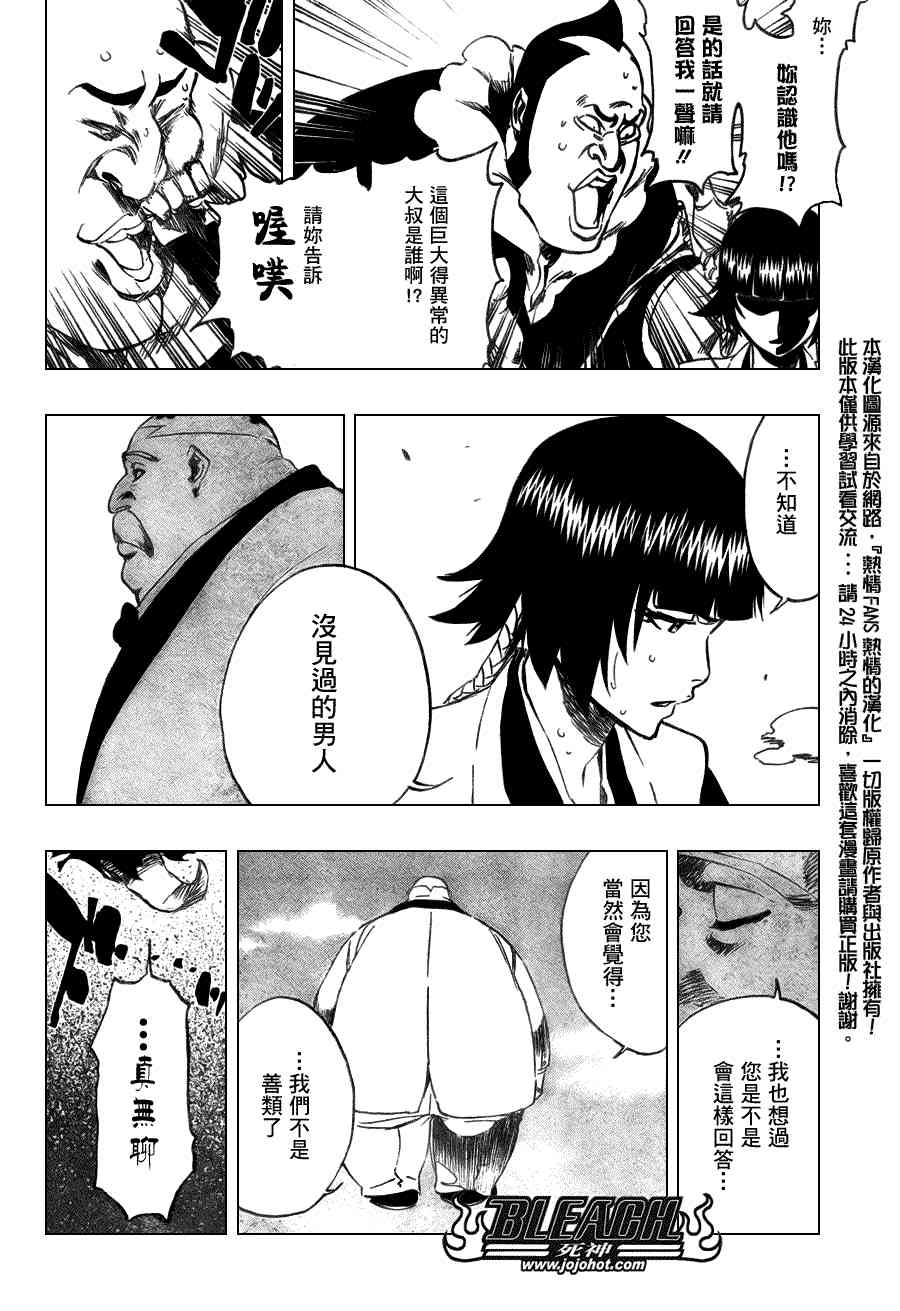 妳…
妳認識他嗎!?
是的話就請
回答我一聲嘛!!
這個巨大得異常的
大叔是誰啊!?
請妳告訴
喔噗
…不知道
沒見過的男人
…我也想過
您是不是
會這樣回答…
因為您
當然會覺得…
…我們不是
善類了
…真無聊
本漢化圖源來自於網路，『熱情FANS熱情的漢化』一切版權歸原作者與出版社擁有！
此版本僅供學習試看交流…請24小時之內消除，喜歡這套漫畫請購買正版！謝謝。
BLEACH
死神
www.jojohot.com